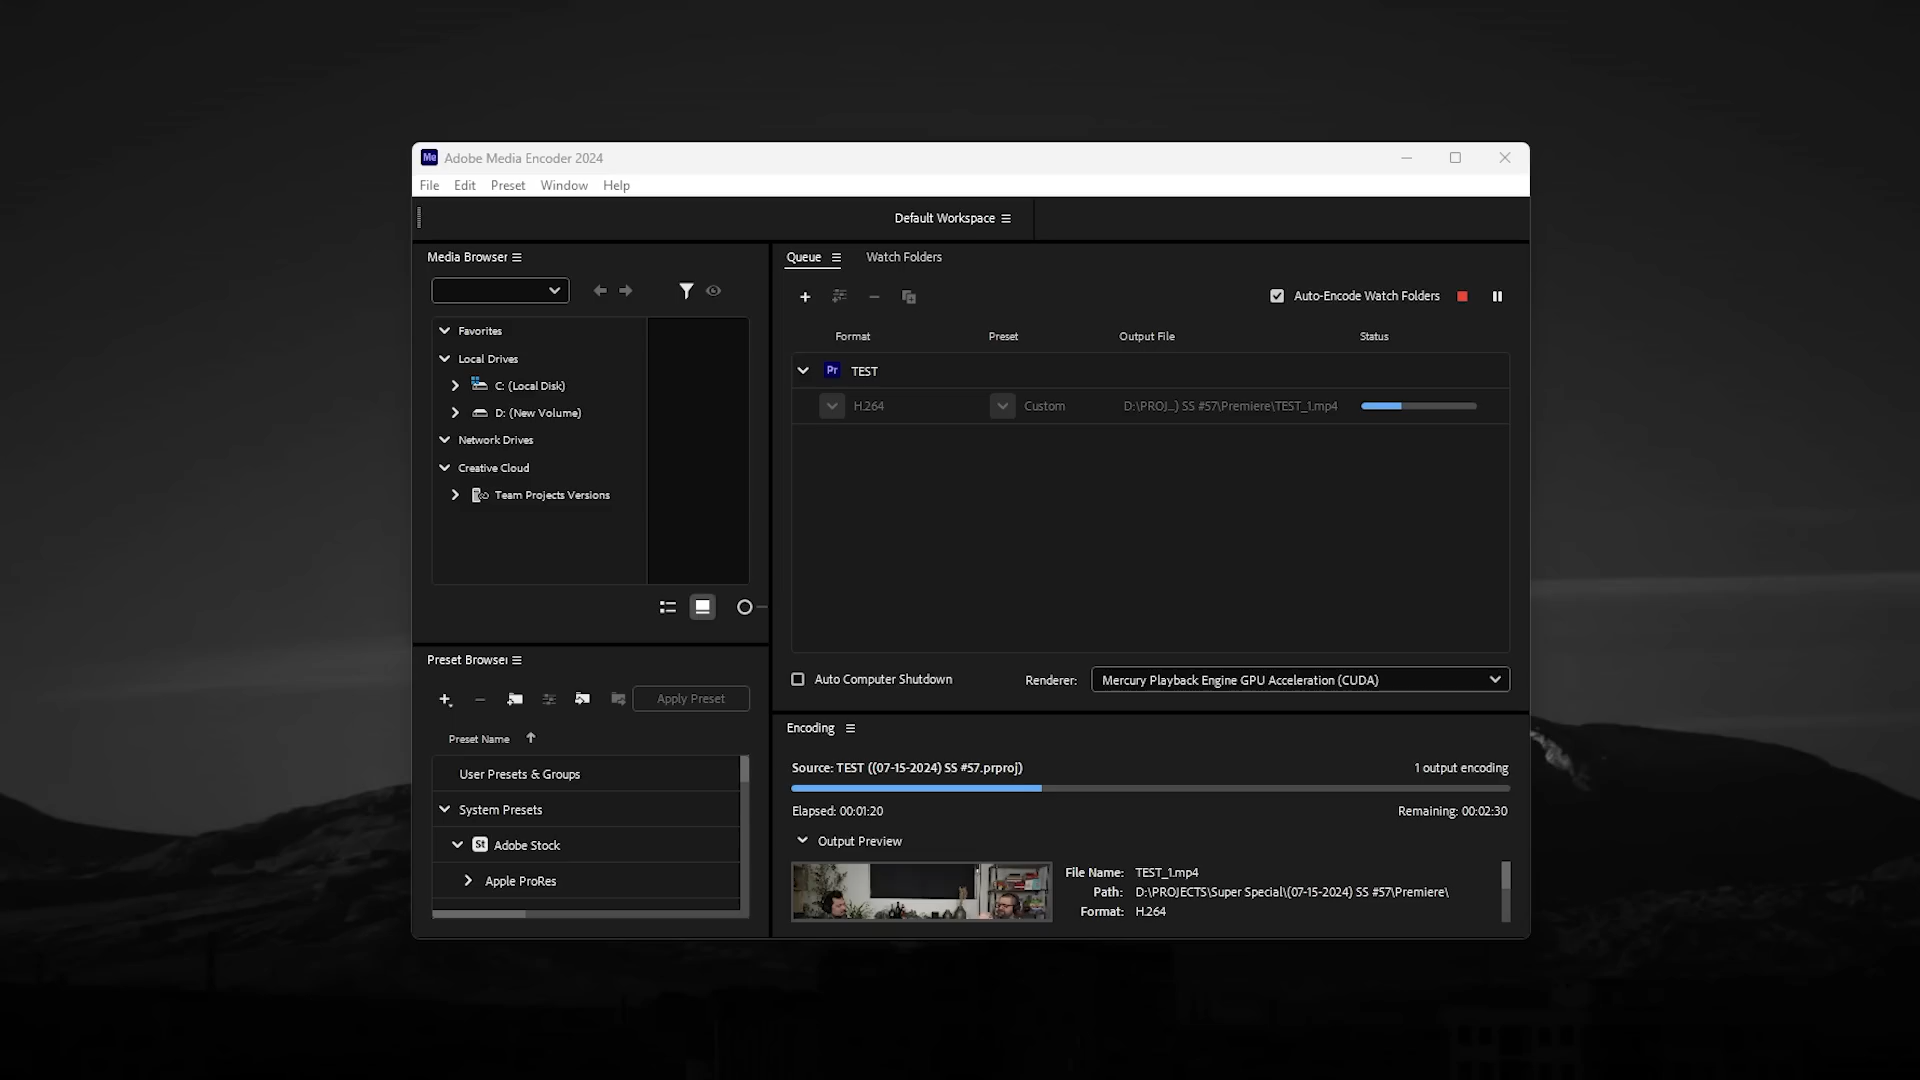 Me Adobe Media Encoder 2024
File Edit Preset Window Help
Default Workspace
Media Browser
Favorites
Local Drives
C: (Local Disk)
D: (New Volume)
Network Drives
Creative Cloud
Team Projects Versions
Preset Browser
Apply Preset
Preset Name
User Presets & Groups
System Presets
St Adobe Stock
Apple ProRes
Queue Watch Folders
Auto-Encode Watch Folders
Format Preset Output File Status
Pr TEST
H.264 Custom D:\PROJ...) SS #57\Premiere\TEST_1.mp4
Auto Computer Shutdown Renderer: Mercury Playback Engine GPU Acceleration (CUDA)
Encoding
Source: TEST ((07-15-2024) SS #57.prproj) 1 output encoding
Elapsed: 00:01:20 Remaining: 00:02:30
Output Preview
File Name: TEST_1.mp4
Path: D:\PROJECTS\Super Special\(07-15-2024) SS #57\Premiere\
Format: H.264